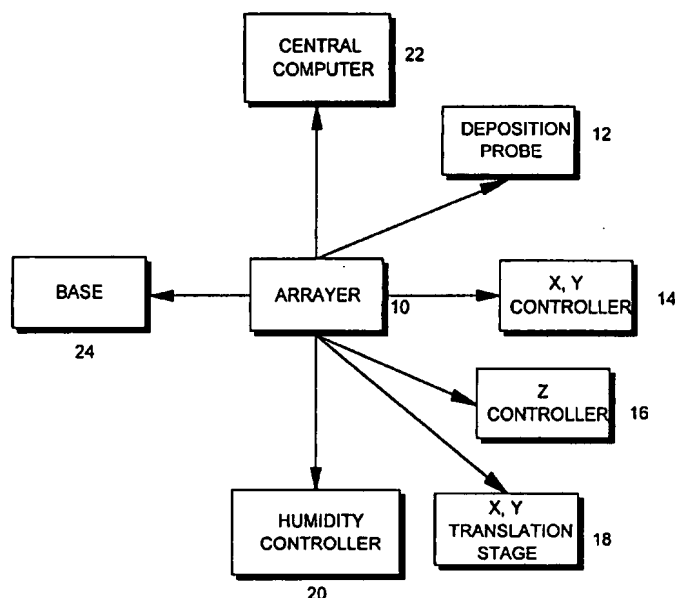 CENTRAL
COMPUTER
22
DEPOSITION
PROBE
12
BASE
24
ARRAYER
10
X, Y
CONTROLLER
14
Z
CONTROLLER
16
HUMIDITY
CONTROLLER
20
X, Y
TRANSLATION
STAGE
18